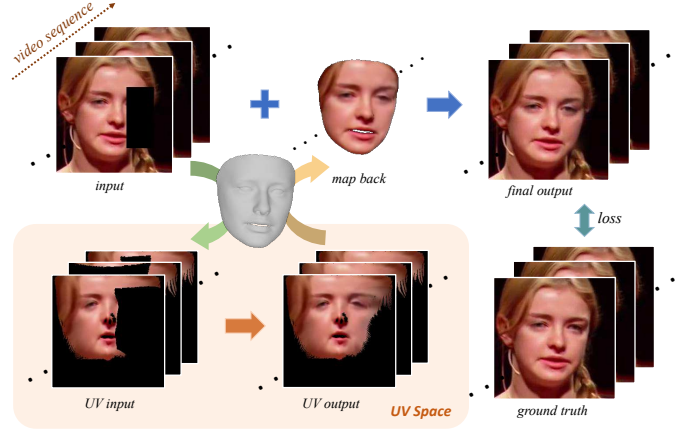 video sequence
input
map back
final output
loss
UV input
UV output
UV Space
ground truth